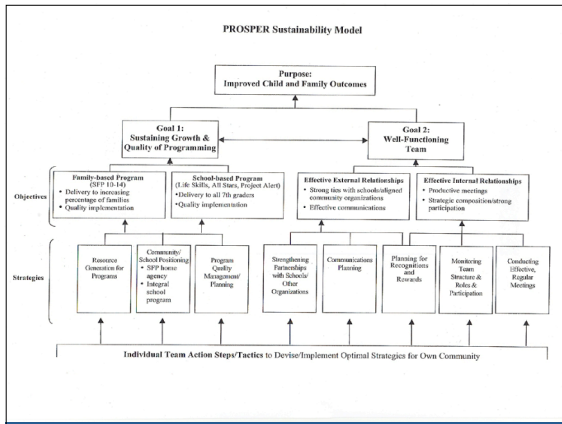 PROSPER Sustainability Model
Purpose:
Improved Child and Family Outcomes
Goal 1:
Sustaining Growth &
Quality of Programming
Goal 2:
Well-Functioning
Team
Objectives
Family-based Program
(SFP 10-14)
• Delivery to increasing
percentage of families
• Quality implementation
School-based Program
(Life Skills, All Stars, Project Alert)
• Delivery to all 7th graders
• Quality implementation
Effective External Relationships
• Strong ties with schools/aligned
community organizations
• Effective communications
Effective Internal Relationships
• Productive meetings
• Strategic composition/strong
participation
Strategies
Resource
Generation for
Programs
Community/
School Positioning
• SFP home
agency
• Integral
school
program
Program
Quality
Management/
Planning
Strengthening
Partnerships
with Schools/
Other
Organizations
Communications
Planning
Planning for
Recognitions
and
Rewards
Monitoring
Team
Structure
& Roles &
Participation
Conducting
Effective,
Regular
Meetings
Individual Team Action Steps/Tactics to Devise/Implement Optimal Strategies for Own Community